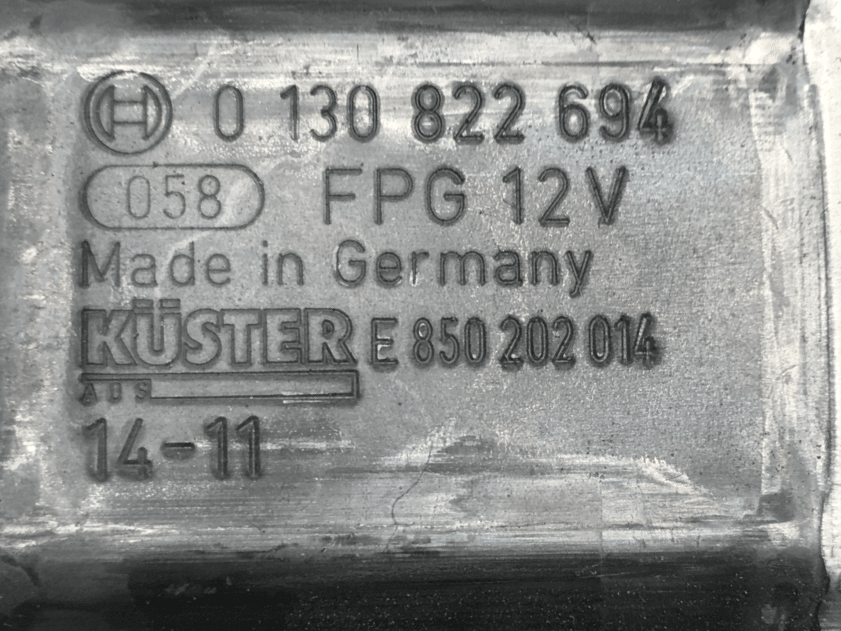 0 130 822 694
058 FPG 12V
Made in Germany
KÜSTER E 850 202 014
14-11